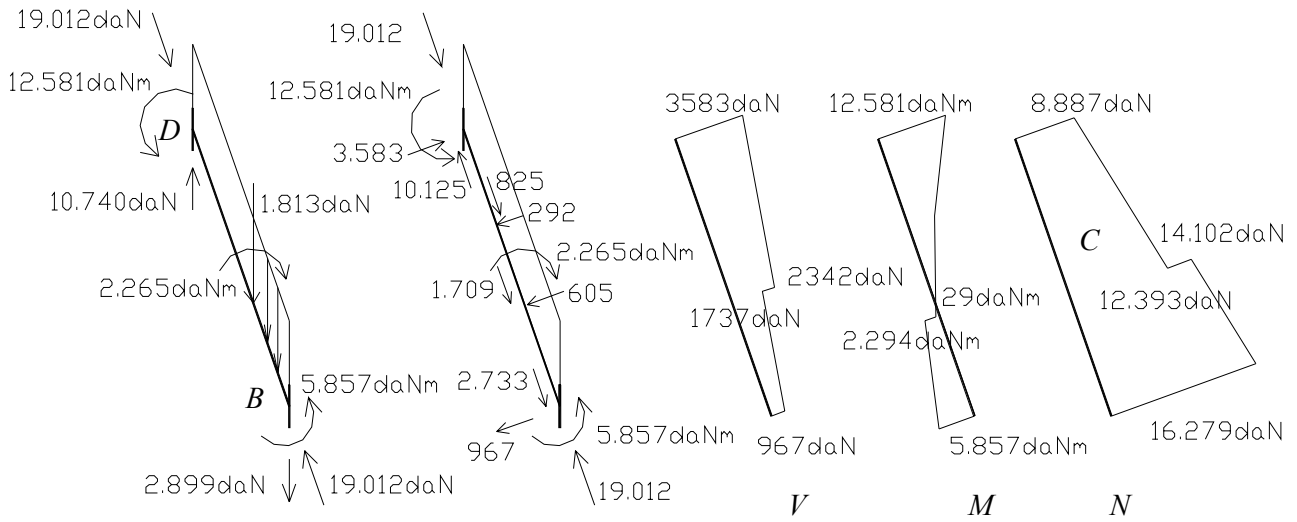 19.012daN
12.581daNm
D
10.740daN
1.813daN
2.265daNm
B
5.857daNm
2.899daN
19.012daN
19.012
12.581daNm
3.583
10.125
825
292
2.265daNm
1.709
605
2.733
967
5.857daNm
19.012
3583daN
2342daN
1737daN
967daN
V
12.581daNm
29daNm
2.294daNm
5.857daNm
M
8.887daN
C
14.102daN
12.393daN
16.279daN
N